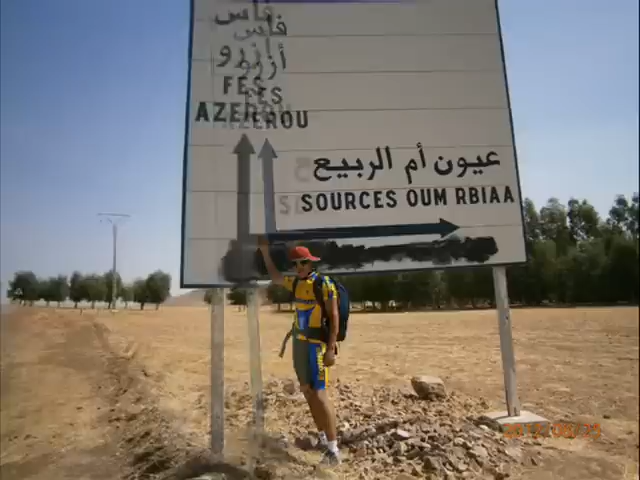 فاس
أزرو
FES
AZEROU
عيون أم الربيع
SOURCES OUM RBIAA